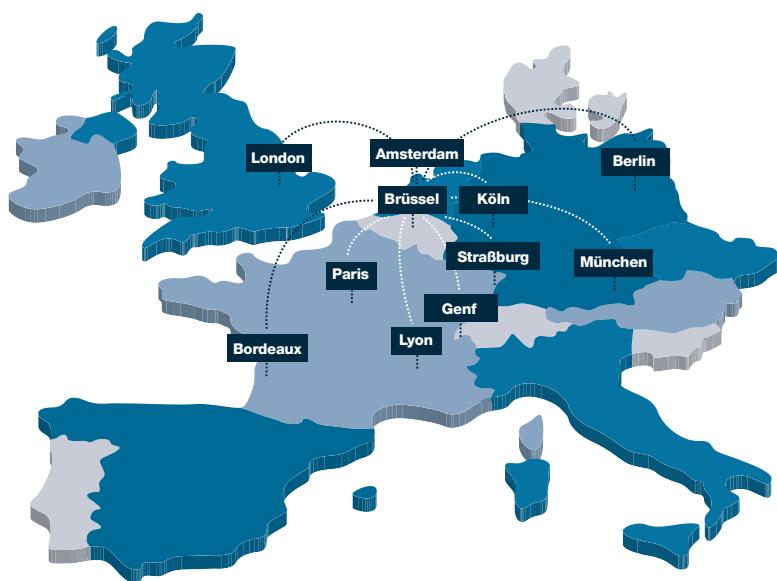 London
Amsterdam
Berlin
Brüssel
Köln
Straßburg
München
Paris
Genf
Bordeaux
Lyon